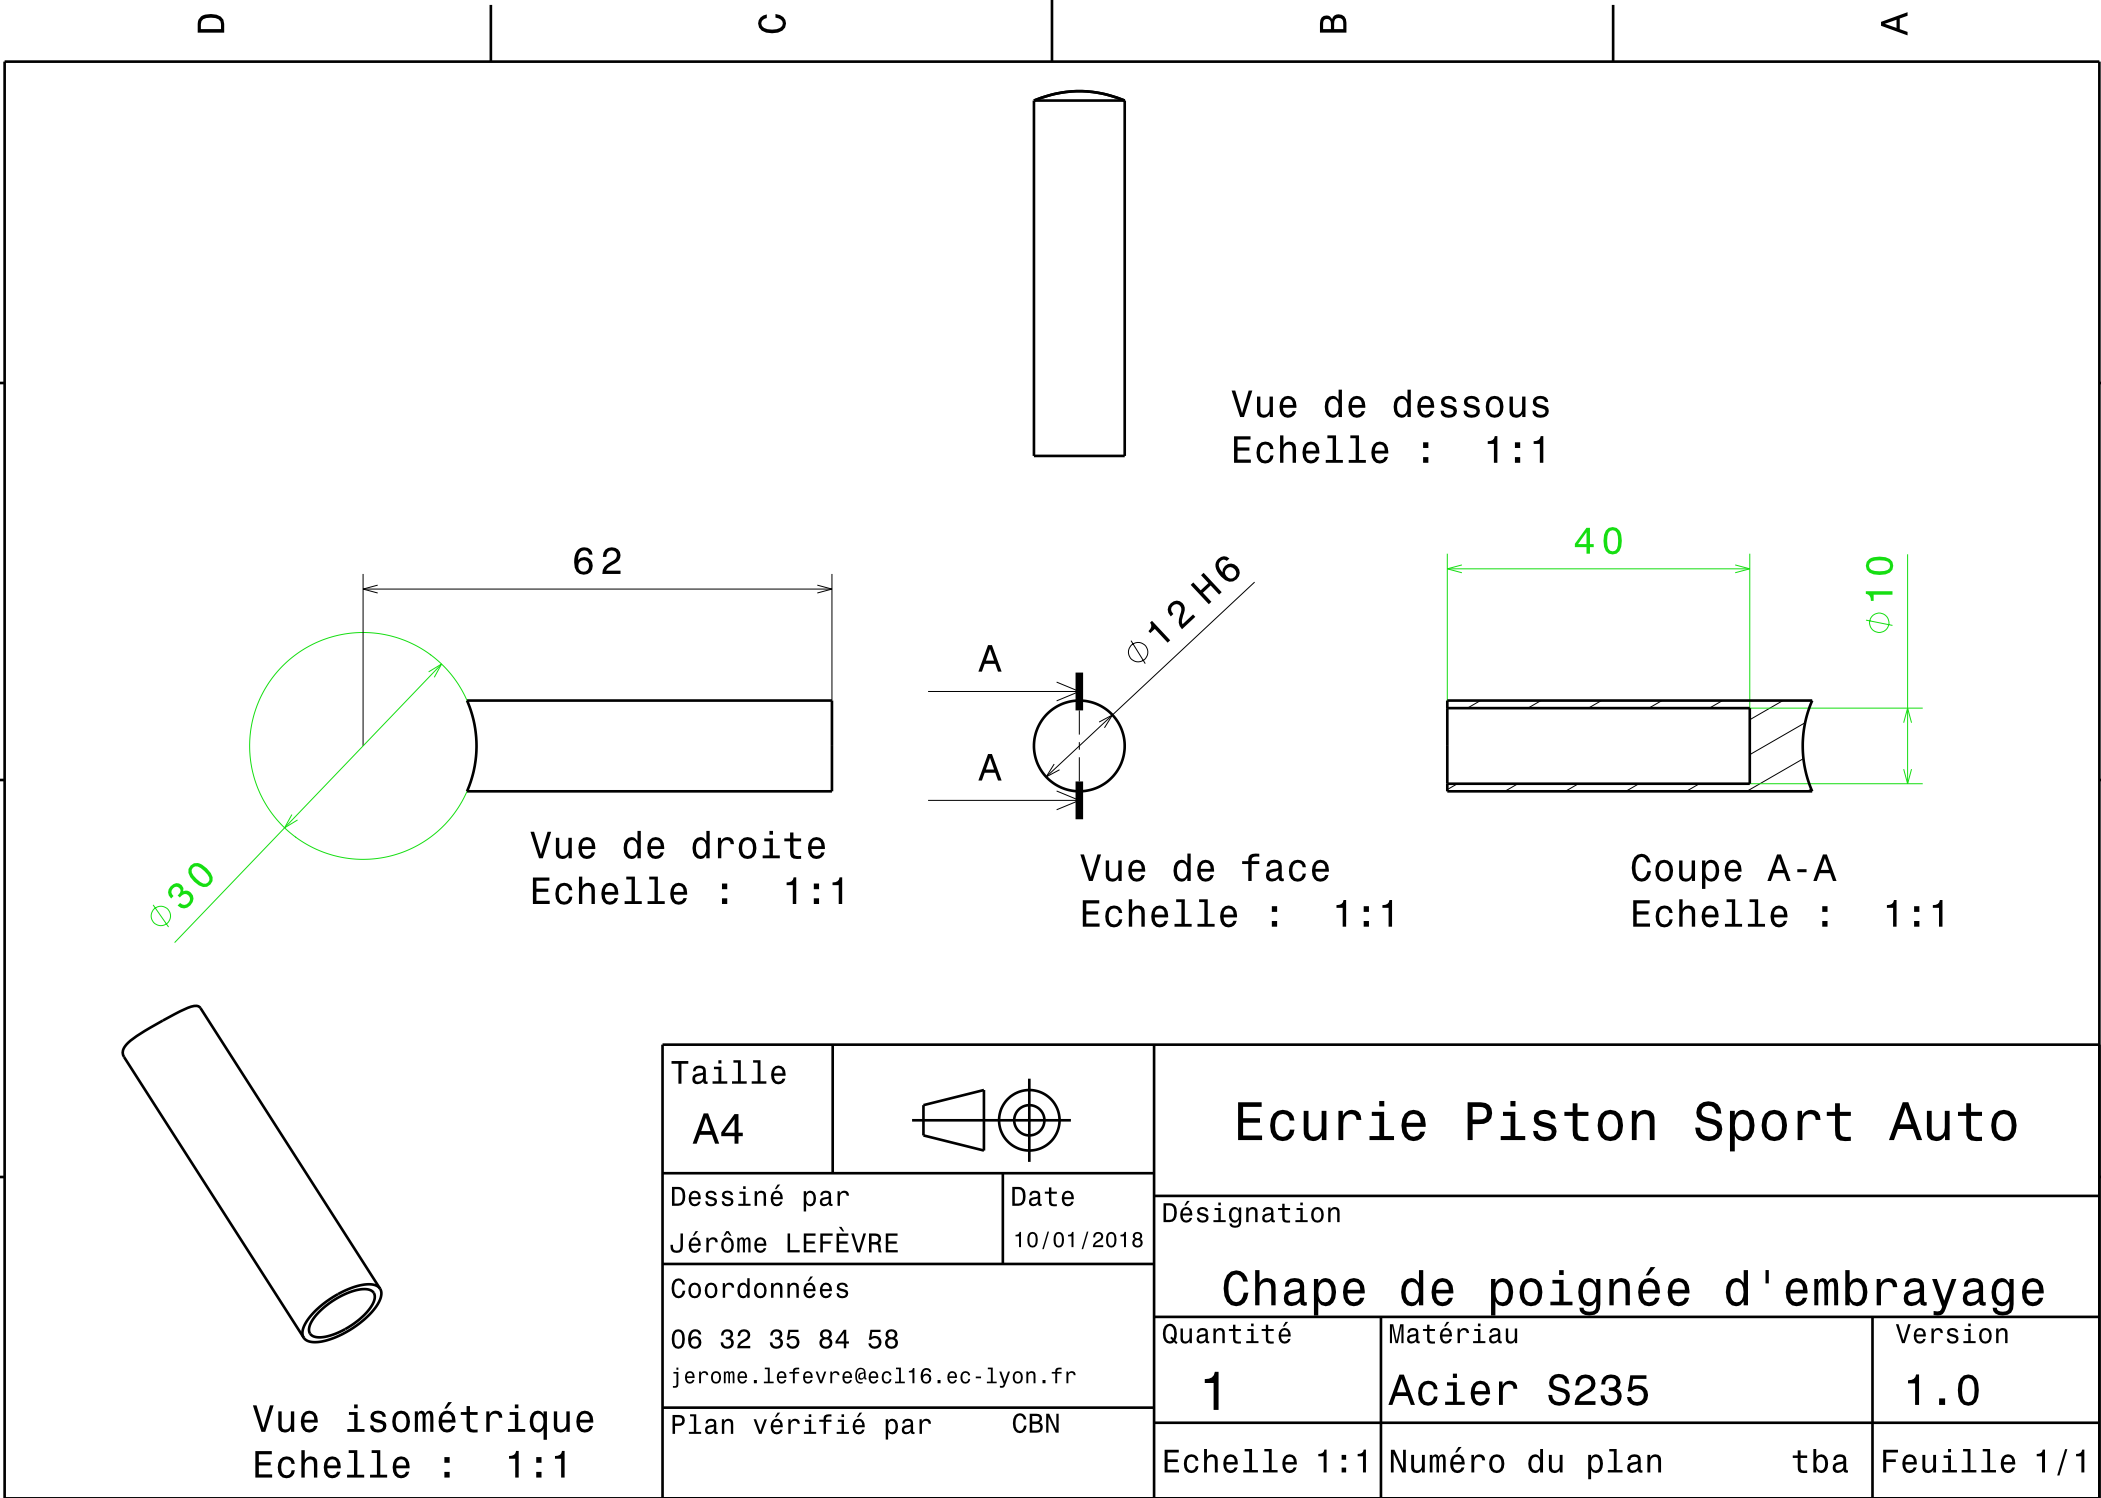 D C B A
Vue de dessous
Echelle : 1:1
62
⌀30
Vue de droite
Echelle : 1:1
A
A
⌀12 H6
Vue de face
Echelle : 1:1
40
⌀10
Coupe A-A
Echelle : 1:1
Vue isométrique
Echelle : 1:1
Taille
A4
Ecurie Piston Sport Auto
Dessiné par
Jérôme LEFÈVRE
Date
10/01/2018
Désignation
Chape de poignée d'embrayage
Coordonnées
06 32 35 84 58
jerome.lefevre@ecl16.ec-lyon.fr
Quantité
1
Matériau
Acier S235
Version
1.0
Plan vérifié par CBN
Echelle 1:1
Numéro du plan tba
Feuille 1/1